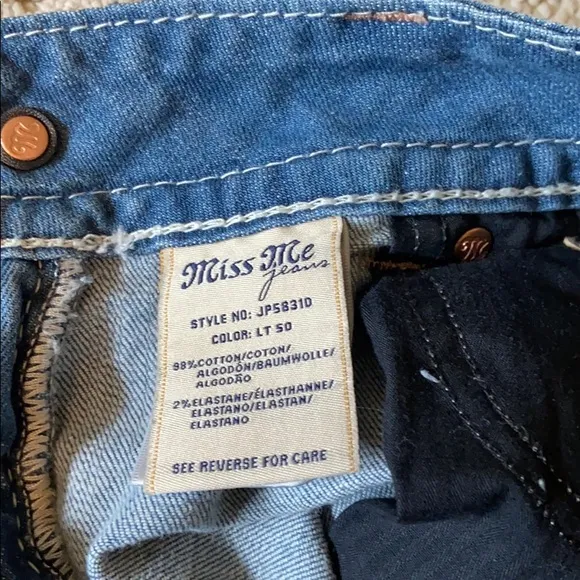 Miss Me
jeans
STYLE NO: JP5831D
COLOR: LT 50
98%COTTON/COTON/
ALGODÓN/BAUMWOLLE/
ALGODÃO
2%ELASTANE/ÉLASTHANNE/
ELASTANO/ELASTAN/
ELASTANO
SEE REVERSE FOR CARE